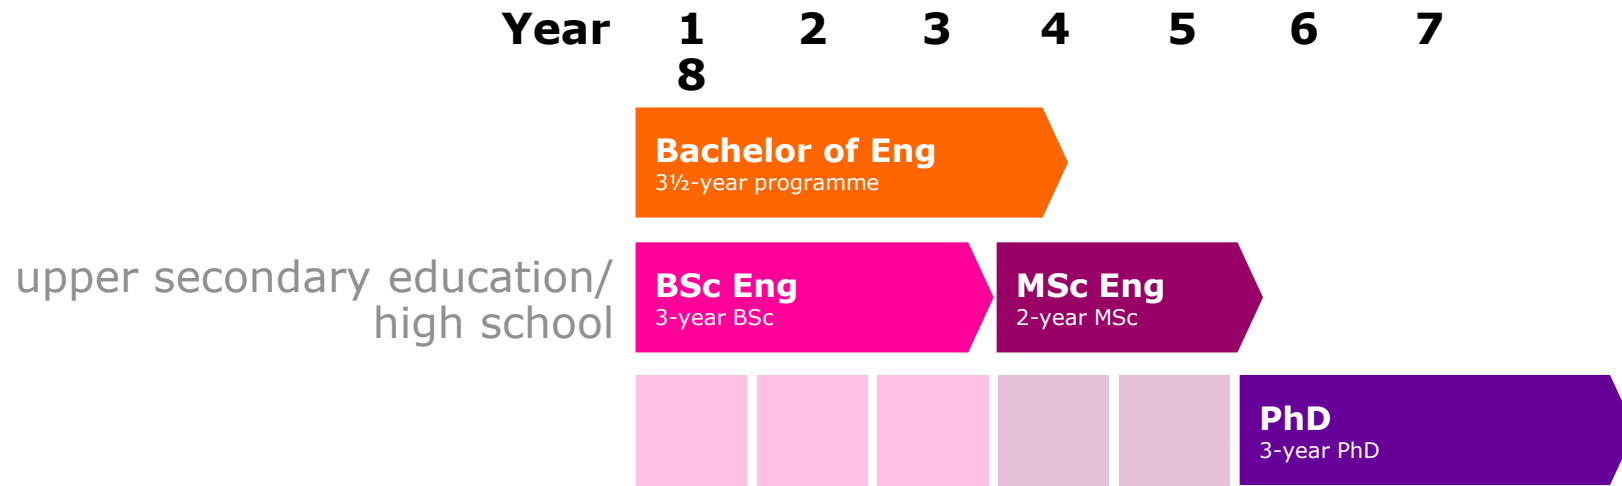 Year 1 2 3 4 5 6 7
8
Bachelor of Eng
3½-year programme
upper secondary education/
high school
BSc Eng
3-year BSc
MSc Eng
2-year MSc
PhD
3-year PhD